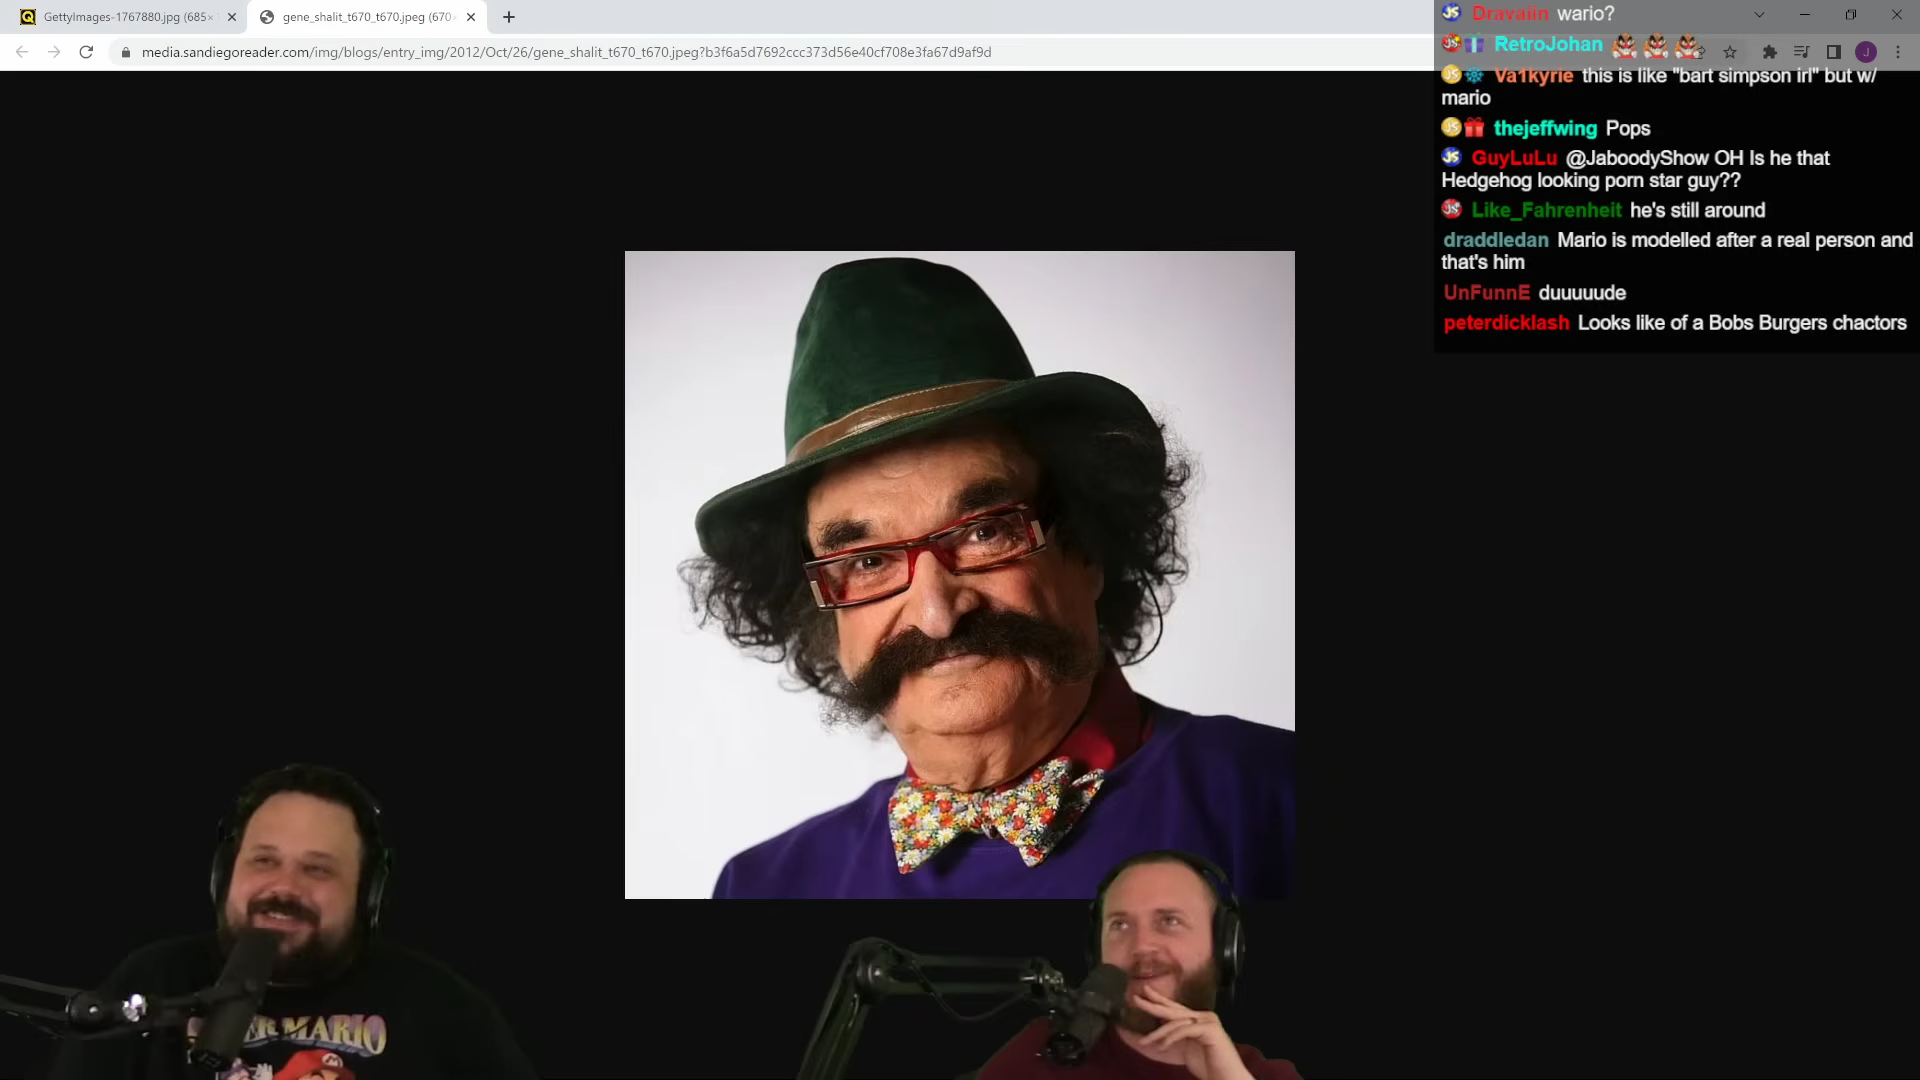 GettyImages-1767880.jpg (685×
gene_shalit_t670_t670.jpeg (670×
media.sandiegoreader.com/img/blogs/entry_img/2012/Oct/26/gene_shalit_t670_t670.jpeg?b3f6a5d7692ccc373d56e40cf708e3fa67d9af9d
J
Dravaiin wario?
RetroJohan
Va1kyrie this is like "bart simpson irl" but w/
mario
thejeffwing Pops
GuyLuLu @JaboodyShow OH Is he that
Hedgehog looking porn star guy??
Like_Fahrenheit he's still around
draddledan Mario is modelled after a real person and
that's him
UnFunnE duuuuude
peterdicklash Looks like of a Bobs Burgers chactors
MARIO